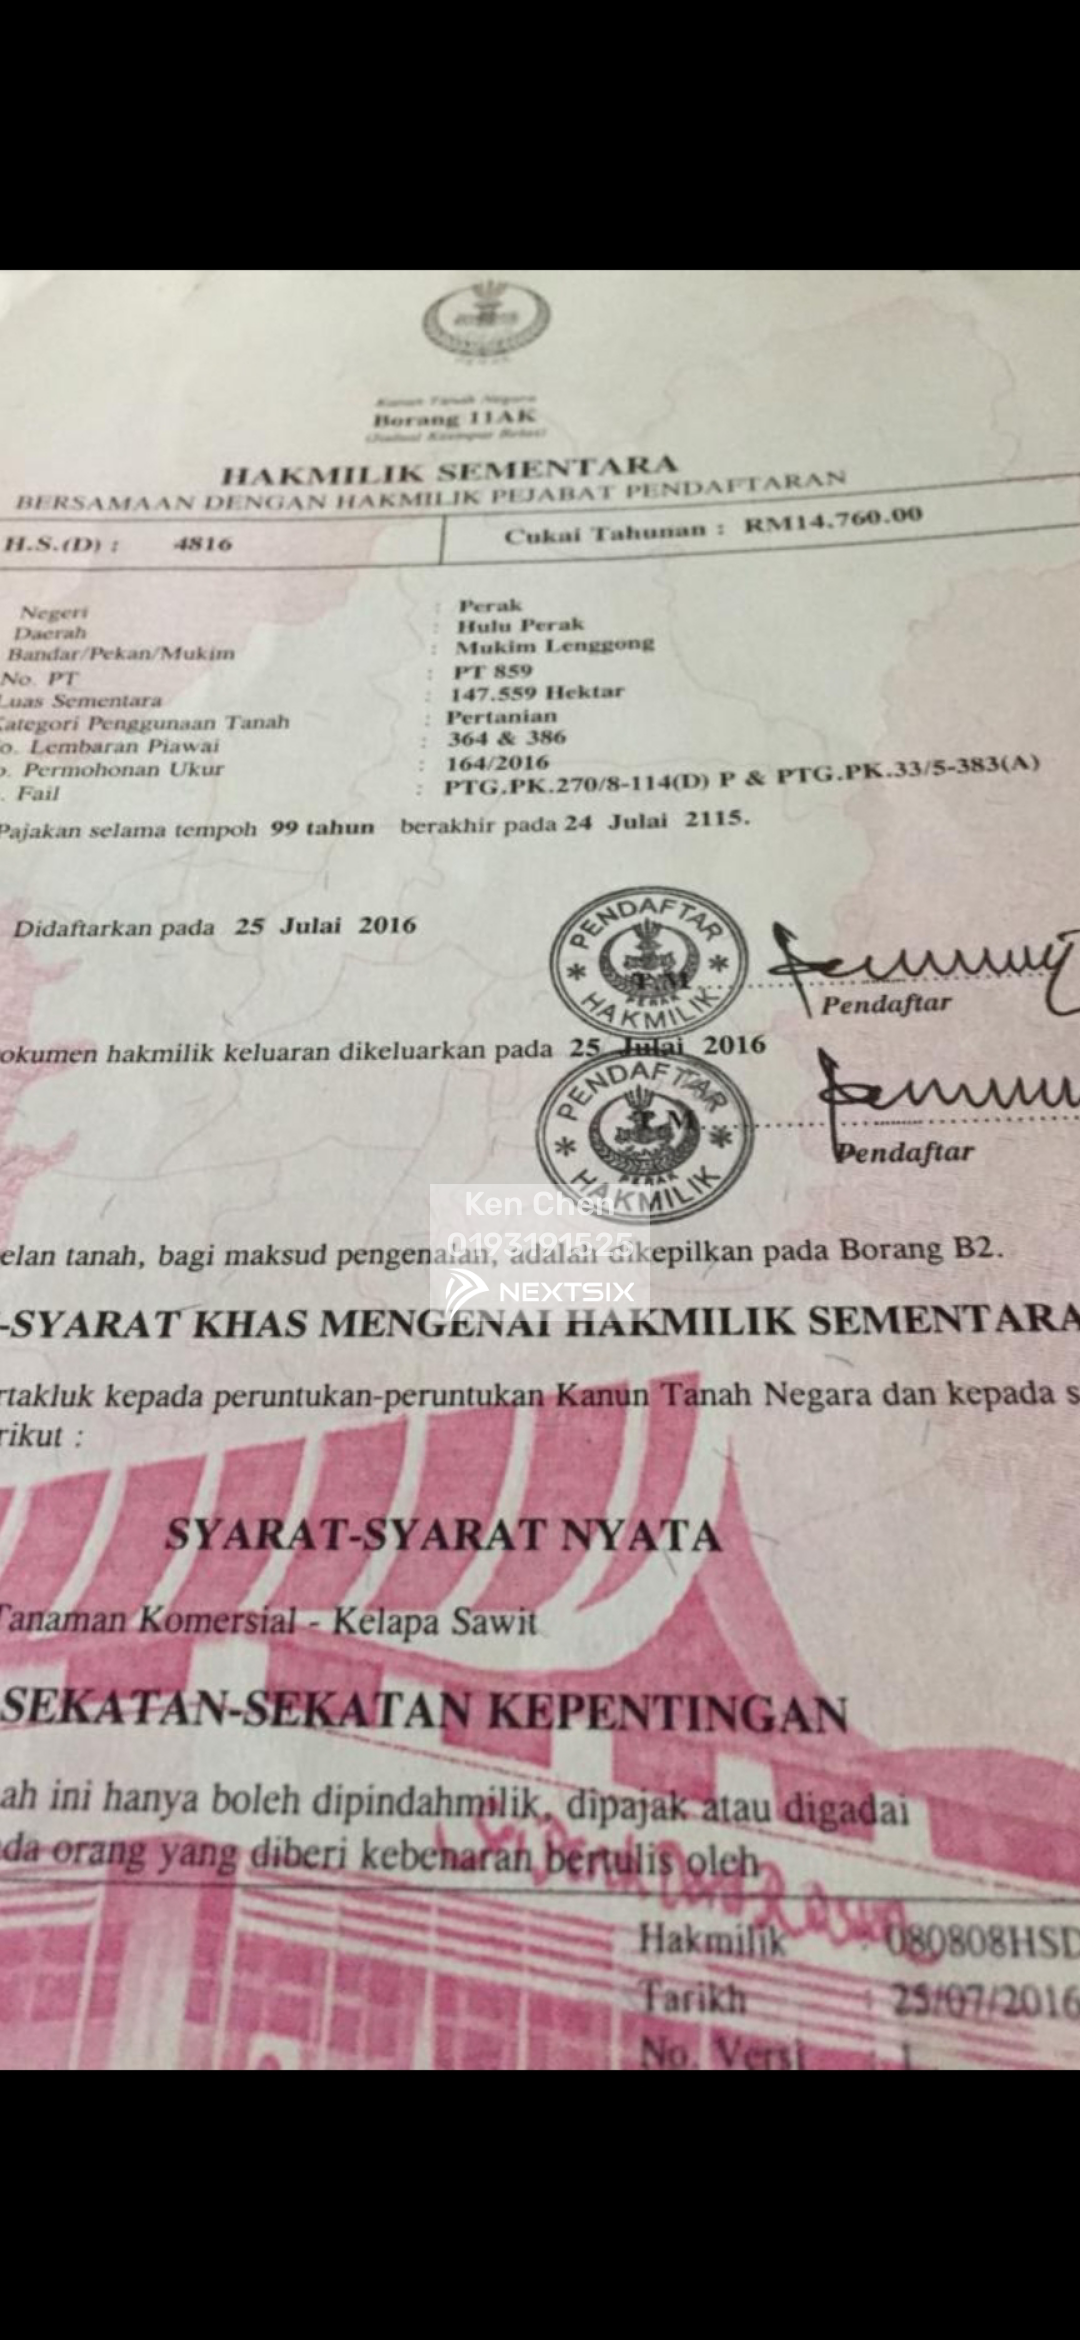 Kanun Tanah Negara
Borang 11AK
(Jadual Keempat Belas)
HAKMILIK SEMENTARA
BERSAMAAN DENGAN HAKMILIK PEJABAT PENDAFTARAN
H.S.(D) : 4816 Cukai Tahunan : RM14.760.00
Negeri : Perak
Daerah : Hulu Perak
Bandar/Pekan/Mukim : Mukim Lenggong
No. PT : PT 859
Luas Sementara : 147.559 Hektar
Kategori Penggunaan Tanah : Pertanian
o. Lembaran Piawai : 364 & 386
o. Permohonan Ukur : 164/2016
. Fail : PTG.PK.270/8-114(D) P & PTG.PK.33/5-383(A)
Pajakan selama tempoh 99 tahun berakhir pada 24 Julai 2115.
Didaftarkan pada 25 Julai 2016
PENDAFTAR
T.M
PERAK
HAKMILIK
Pendaftar
okumen hakmilik keluaran dikeluarkan pada 25 Julai 2016
PENDAFTAR
T.M
PERAK
HAKMILIK
Pendaftar
Ken Chen
0193191525
NEXTSIX
elan tanah, bagi maksud pengenalan, adalah dikepilkan pada Borang B2.
-SYARAT KHAS MENGENAI HAKMILIK SEMENTARA
rtakluk kepada peruntukan-peruntukan Kanun Tanah Negara dan kepada s
rikut :
SYARAT-SYARAT NYATA
Tanaman Komersial - Kelapa Sawit
SEKATAN-SEKATAN KEPENTINGAN
ah ini hanya boleh dipindahmilik, dipajak atau digadai
da orang yang diberi kebenaran bertulis oleh
Hakmilik : 080808HSD
Tarikh : 25/07/2016
No. Versi : 1